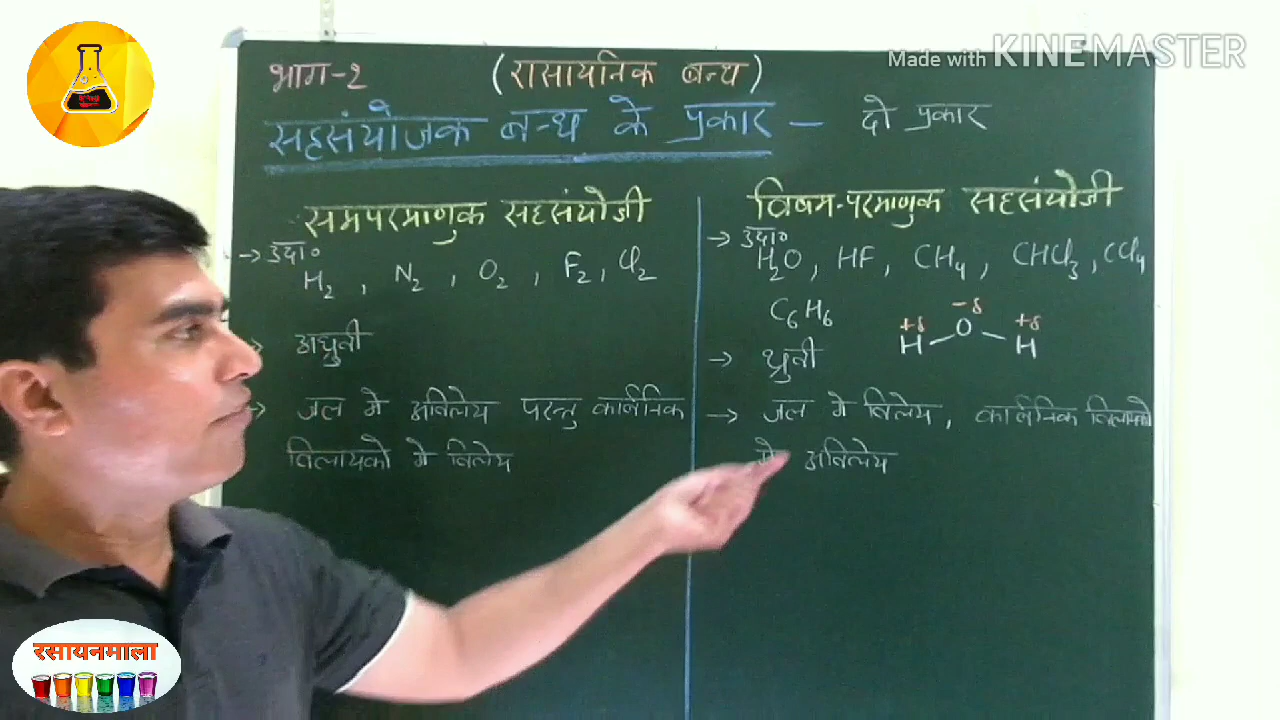 Made with KINEMASTER
भाग-2 (रासायनिक बन्ध)
सहसंयोजक बन्ध के प्रकार — दो प्रकार
समपरमाणुक सहसंयोजी
→ उदा०
H₂, N₂, O₂, F₂, Cl₂
→ अध्रुवी
→ जल मे अविलेय परन्तु कार्बनिक
विलायको मे विलेय
विषम-परमाणुक सहसंयोजी
→ उदा०
H₂O, HF, CH₄, CHCl₃, CCl₄
C₆H₆
+δ -δ +δ
H — O — H
→ ध्रुवी
→ जल मे विलेय, कार्बनिक विलायको
मे अविलेय
रसायनमाला